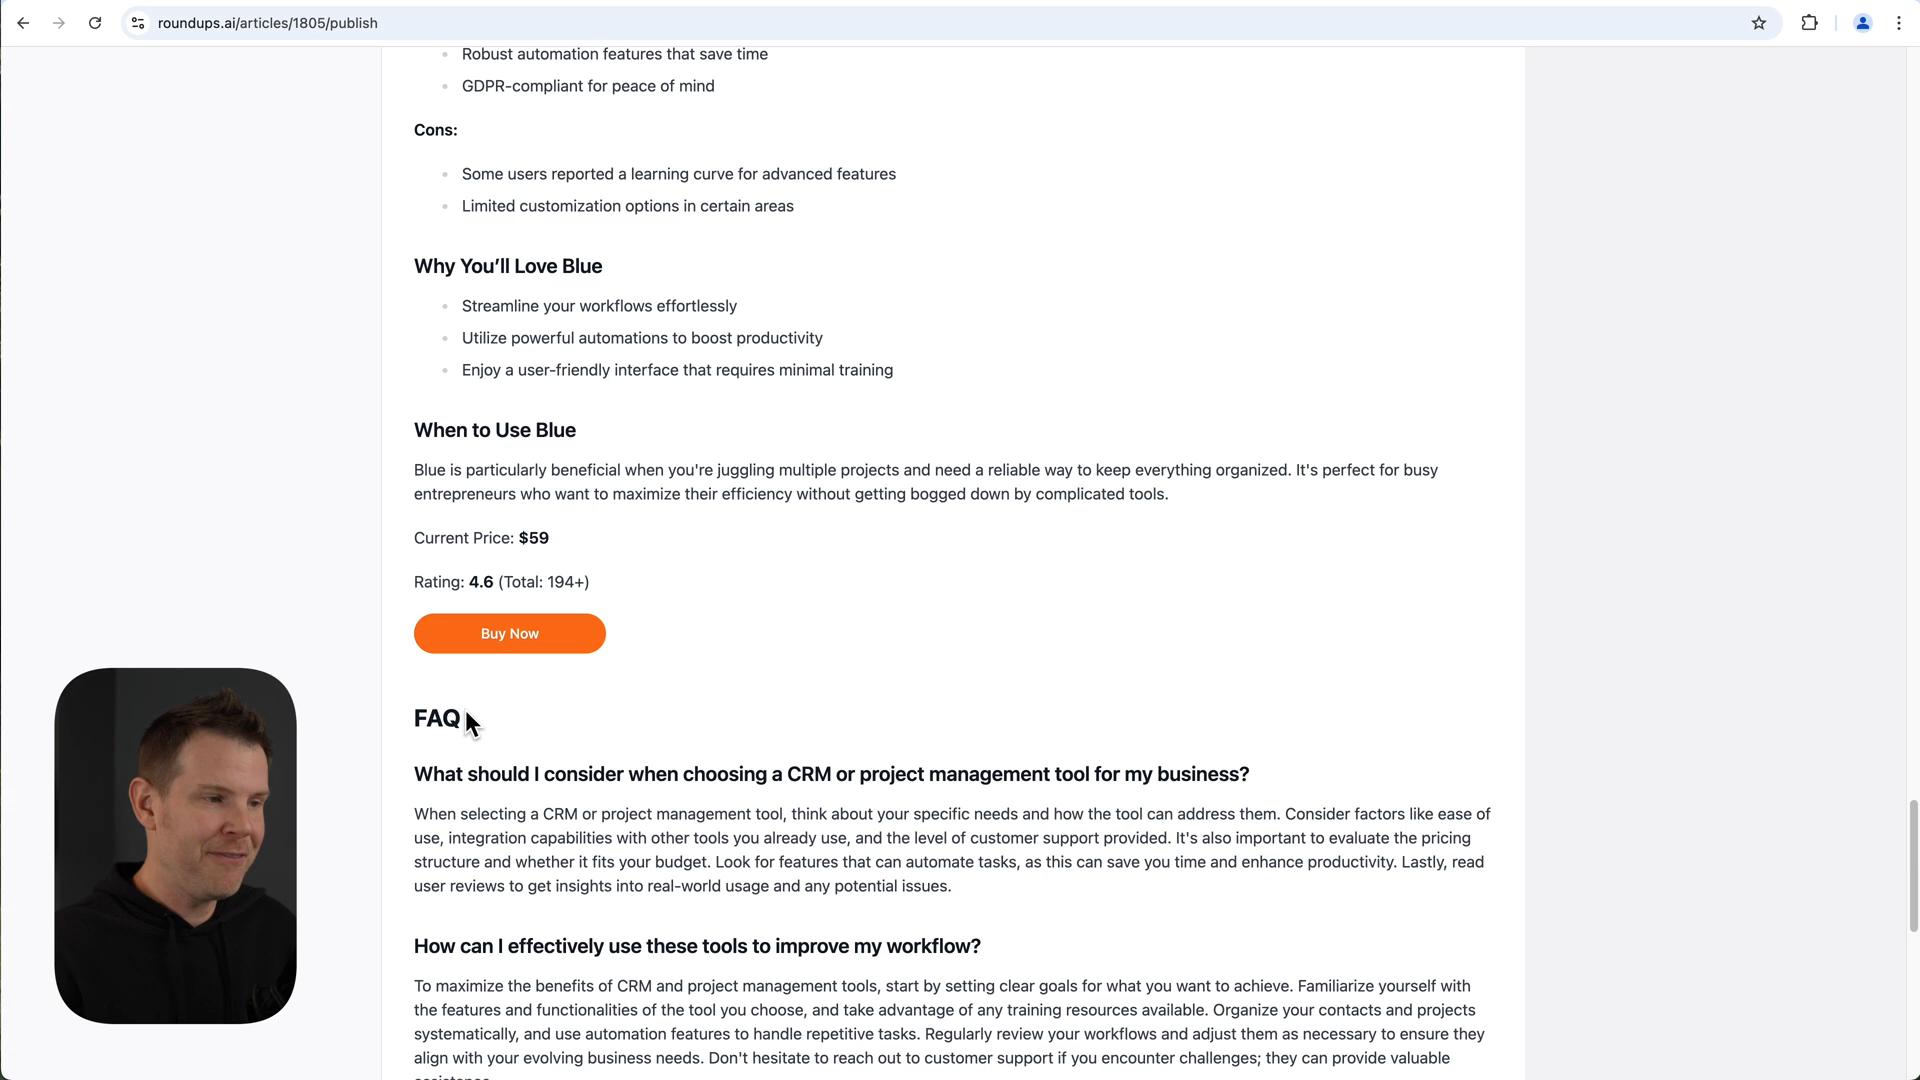 roundups.ai/articles/1805/publish
Robust automation features that save time
GDPR-compliant for peace of mind
Cons:
Some users reported a learning curve for advanced features
Limited customization options in certain areas
Why You’ll Love Blue
Streamline your workflows effortlessly
Utilize powerful automations to boost productivity
Enjoy a user-friendly interface that requires minimal training
When to Use Blue
Blue is particularly beneficial when you're juggling multiple projects and need a reliable way to keep everything organized. It's perfect for busy
entrepreneurs who want to maximize their efficiency without getting bogged down by complicated tools.
Current Price: $59
Rating: 4.6 (Total: 194+)
Buy Now
FAQ
What should I consider when choosing a CRM or project management tool for my business?
When selecting a CRM or project management tool, think about your specific needs and how the tool can address them. Consider factors like ease of
use, integration capabilities with other tools you already use, and the level of customer support provided. It's also important to evaluate the pricing
structure and whether it fits your budget. Look for features that can automate tasks, as this can save you time and enhance productivity. Lastly, read
user reviews to get insights into real-world usage and any potential issues.
How can I effectively use these tools to improve my workflow?
To maximize the benefits of CRM and project management tools, start by setting clear goals for what you want to achieve. Familiarize yourself with
the features and functionalities of the tool you choose, and take advantage of any training resources available. Organize your contacts and projects
systematically, and use automation features to handle repetitive tasks. Regularly review your workflows and adjust them as necessary to ensure they
align with your evolving business needs. Don't hesitate to reach out to customer support if you encounter challenges; they can provide valuable